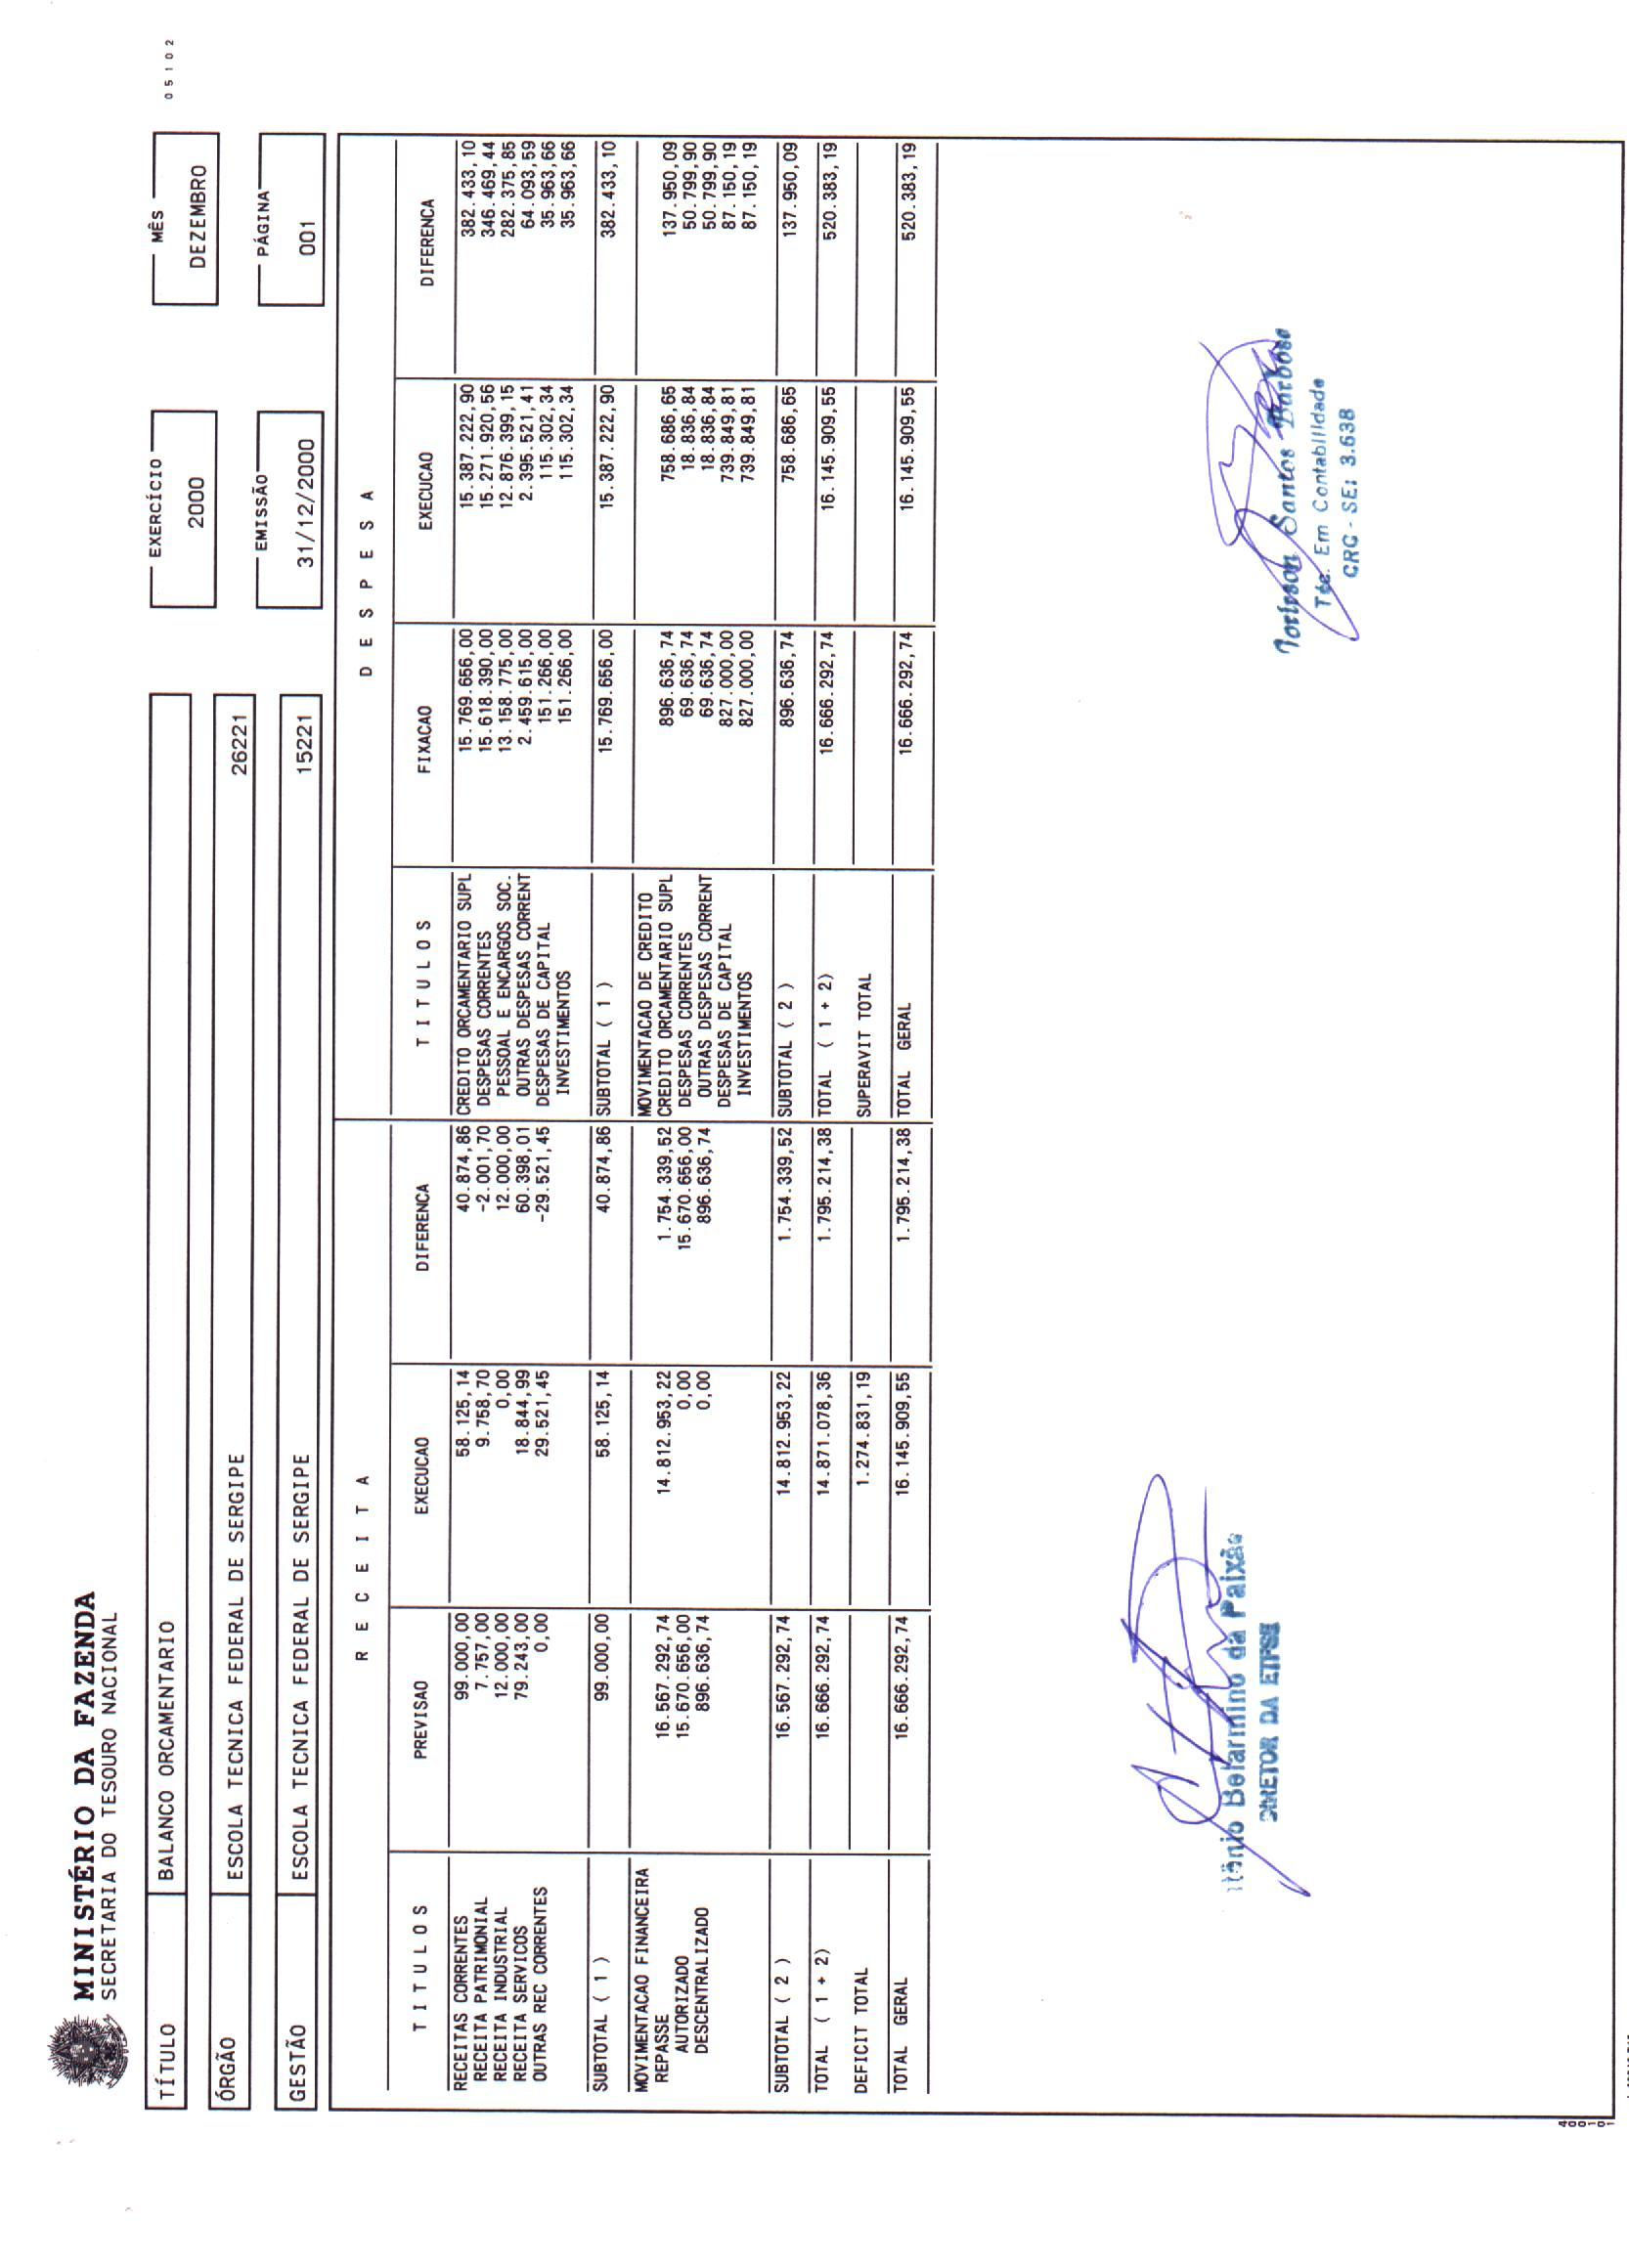 05102
MINISTÉRIO DA FAZENDA
SECRETARIA DO TESOURO NACIONAL
TÍTULO BALANCO ORCAMENTARIO
EXERCÍCIO 2000
MÊS DEZEMBRO
ÓRGÃO ESCOLA TECNICA FEDERAL DE SERGIPE 26221
GESTÃO ESCOLA TECNICA FEDERAL DE SERGIPE 15221
EMISSÃO 31/12/2000
PÁGINA 001
R E C E I T A D E S P E S A
T I T U L O S PREVISAO EXECUCAO DIFERENCA T I T U L O S FIXACAO EXECUCAO DIFERENCA
RECEITAS CORRENTES 99.000,00 58.125,14 40.874,86 CREDITO ORCAMENTARIO SUPL 15.769.656,00 15.387.222,90 382.433,10
RECEITA PATRIMONIAL 7.757,00 9.758,70 -2.001,70 DESPESAS CORRENTES 15.618.390,00 15.271.920,56 346.469,44
RECEITA INDUSTRIAL 12.000,00 0,00 12.000,00 PESSOAL E ENCARGOS SOC. 13.158.775,00 12.876.399,15 282.375,85
RECEITA SERVICOS 79.243,00 18.844,99 60.398,01 OUTRAS DESPESAS CORRENT 2.459.615,00 2.395.521,41 64.093,59
OUTRAS REC CORRENTES 0,00 29.521,45 -29.521,45 DESPESAS DE CAPITAL 151.266,00 115.302,34 35.963,66
INVESTIMENTOS 151.266,00 115.302,34 35.963,66
SUBTOTAL ( 1 ) 99.000,00 58.125,14 40.874,86 SUBTOTAL ( 1 ) 15.769.656,00 15.387.222,90 382.433,10
MOVIMENTACAO FINANCEIRA MOVIMENTACAO DE CREDITO
REPASSE 16.567.292,74 14.812.953,22 1.754.339,52 CREDITO ORCAMENTARIO SUPL 896.636,74 758.686,65 137.950,09
AUTORIZADO 15.670.656,00 0,00 15.670.656,00 DESPESAS CORRENTES 69.636,74 18.836,84 50.799,90
DESCENTRALIZADO 896.636,74 0,00 896.636,74 OUTRAS DESPESAS CORRENT 69.636,74 18.836,84 50.799,90
DESPESAS DE CAPITAL 827.000,00 739.849,81 87.150,19
INVESTIMENTOS 827.000,00 739.849,81 87.150,19
SUBTOTAL ( 2 ) 16.567.292,74 14.812.953,22 1.754.339,52 SUBTOTAL ( 2 ) 896.636,74 758.686,65 137.950,09
TOTAL ( 1 + 2) 16.666.292,74 14.871.078,36 1.795.214,38 TOTAL ( 1 + 2) 16.666.292,74 16.145.909,55 520.383,19
DEFICIT TOTAL 1.274.831,19 SUPERAVIT TOTAL
TOTAL GERAL 16.666.292,74 16.145.909,55 1.795.214,38 TOTAL GERAL 16.666.292,74 16.145.909,55 520.383,19
Belarmino da Paixão
DIRETOR DA ETFSE
Santos Barbosa
Téc. Em Contabilidade
CRC - SE: 3.638